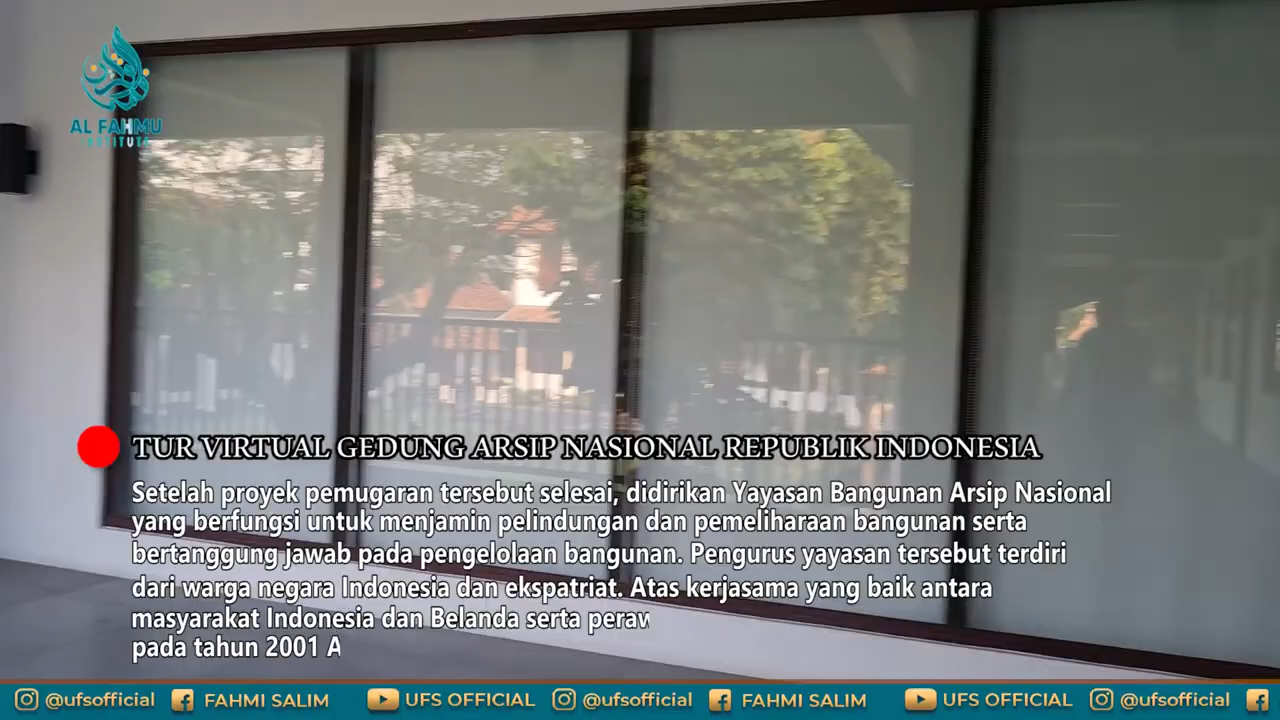 AL FAHMU
INSTITUTE
TUR VIRTUAL GEDUNG ARSIP NASIONAL REPUBLIK INDONESIA
Setelah proyek pemugaran tersebut selesai, didirikan Yayasan Bangunan Arsip Nasional
yang berfungsi untuk menjamin pelindungan dan pemeliharaan bangunan serta
bertanggung jawab pada pengelolaan bangunan. Pengurus yayasan tersebut terdiri
dari warga negara Indonesia dan ekspatriat. Atas kerjasama yang baik antara
masyarakat Indonesia dan Belanda serta
pada tahun 2001 A
@ufsofficial FAHMI SALIM UFS OFFICIAL @ufsofficial FAHMI SALIM UFS OFFICIAL @ufsofficial